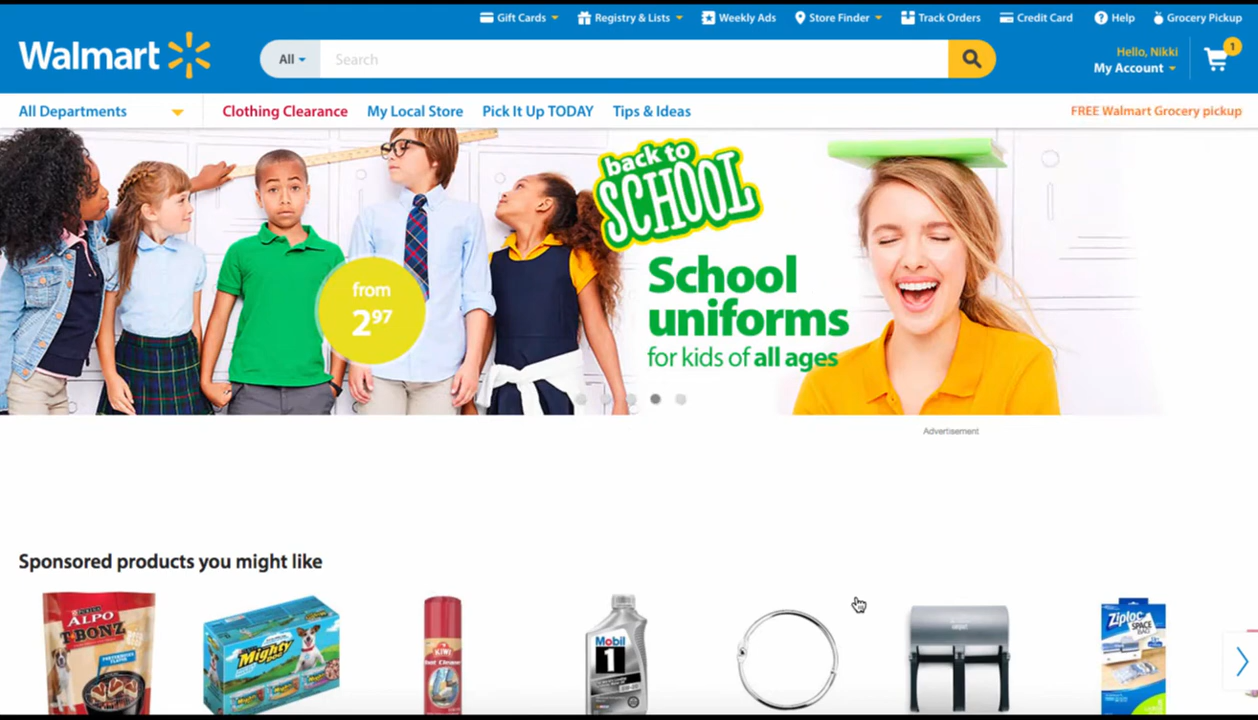 Gift Cards
Registry & Lists
Weekly Ads
Store Finder
Track Orders
Credit Card
Help
Grocery Pickup
Walmart
All
Search
Hello, Nikki
My Account
1
All Departments
Clothing Clearance
My Local Store
Pick It Up TODAY
Tips & Ideas
FREE Walmart Grocery pickup
back to
SCHOOL
School
uniforms
for kids of all ages
from
2 97
Advertisement
Sponsored products you might like
ALPO
T-BONZ
Mighty
KIWI
Mobil
1
Ziploc
SPACE
BAG